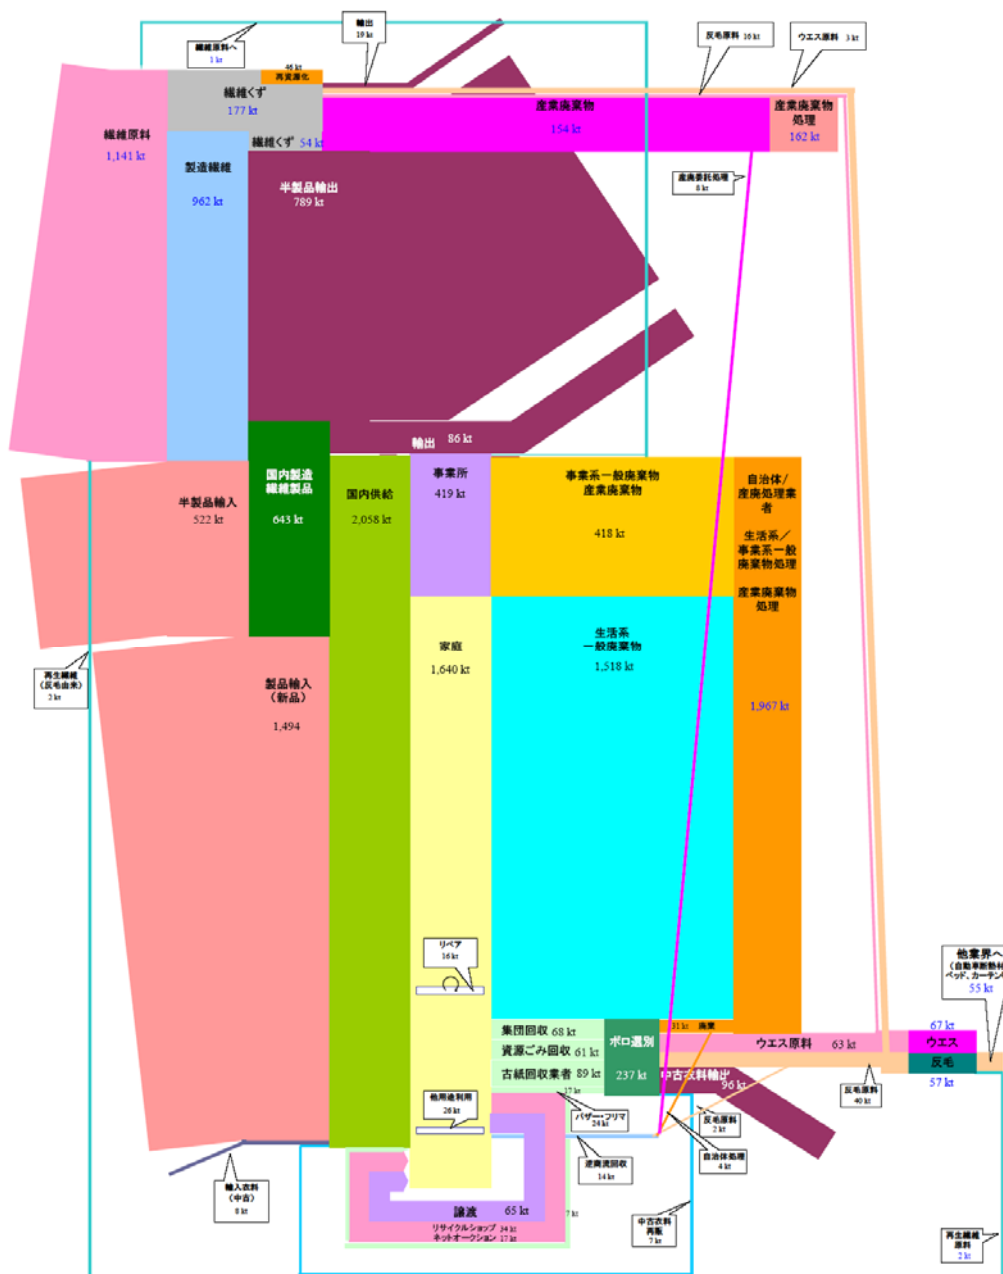 輸出
19 kt
繊維原料へ
1 kt
反毛原料 16 kt
ウエス原料 3 kt
46 kt
再資源化
繊維くず
177 kt
産業廃棄物
154 kt
産業廃棄物
処理
162 kt
繊維原料
1,141 kt
繊維くず 54 kt
製造繊維
962 kt
半製品輸出
789 kt
産廃委託処理
8 kt
輸出 86 kt
国内製造
繊維製品
643 kt
国内供給
2,058 kt
事業所
419 kt
事業系一般廃棄物
産業廃棄物
418 kt
自治体/
産廃処理業
者
生活系/
事業系一般
廃棄物処理
産業廃棄物
処理
1,967 kt
半製品輸入
522 kt
家庭
1,640 kt
生活系
一般廃棄物
1,518 kt
再生繊維
(反毛由来)
2 kt
製品輸入
(新品)
1,494
リペア
16 kt
他業界へ
(自動車断熱材
ベッド、カーテン
55 kt
集団回収 68 kt
資源ごみ回収 61 kt
古紙回収業者 89 kt
17 kt
ボロ選別
237 kt
31 kt 廃棄
ウエス原料 63 kt
67 kt
ウエス
反毛
57 kt
中古衣料輸出
96 kt
反毛原料
40 kt
他用途利用
26 kt
バザー・フリマ
24 kt
反毛原料
2 kt
逆商流回収
14 kt
自治体処理
4 kt
輸入衣料
(中古)
8 kt
譲渡 65 kt
リサイクルショップ 34 kt
ネットオークション 17 kt
7 kt
中古衣料
再販
7 kt
再生繊維
原料
2 kt